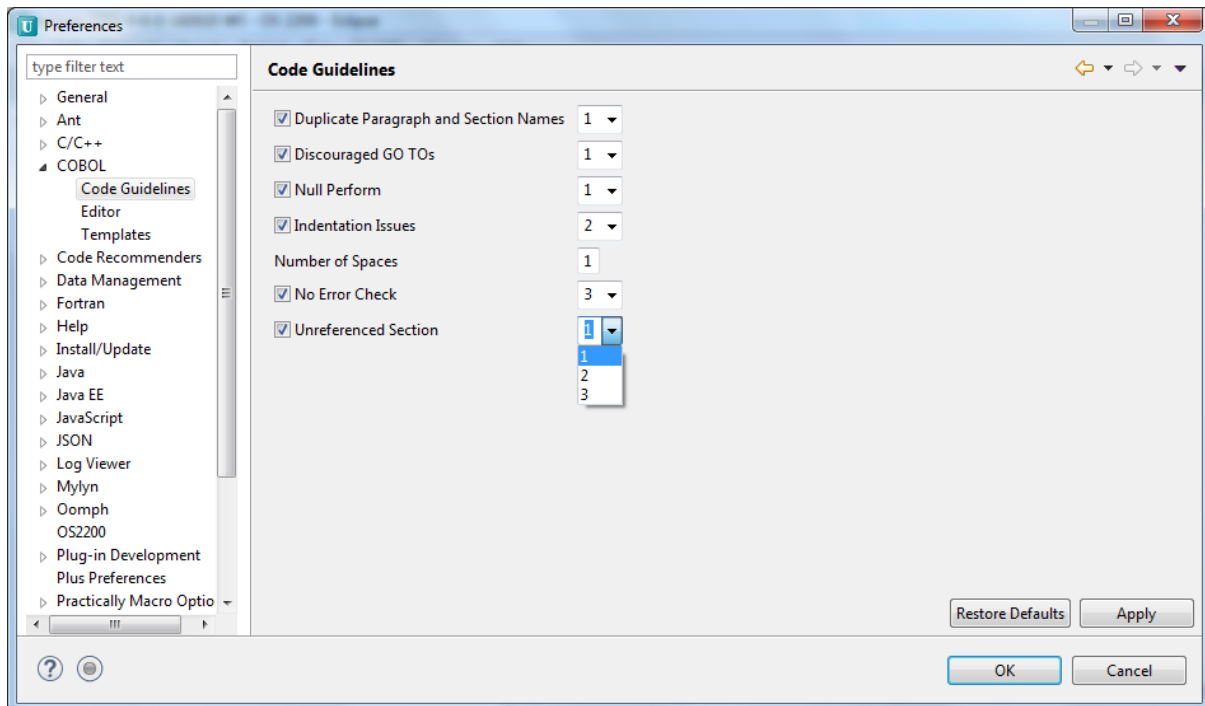 U Preferences
type filter text
General
Ant
C/C++
COBOL
Code Guidelines
Editor
Templates
Code Recommenders
Data Management
Fortran
Help
Install/Update
Java
Java EE
JavaScript
JSON
Log Viewer
Mylyn
Oomph
OS2200
Plug-in Development
Plus Preferences
Practically Macro Optio
Code Guidelines
Duplicate Paragraph and Section Names 1
Discouraged GO TOs 1
Null Perform 1
Indentation Issues 2
Number of Spaces 1
No Error Check 3
Unreferenced Section 1
1
2
3
Restore Defaults Apply
? OK Cancel